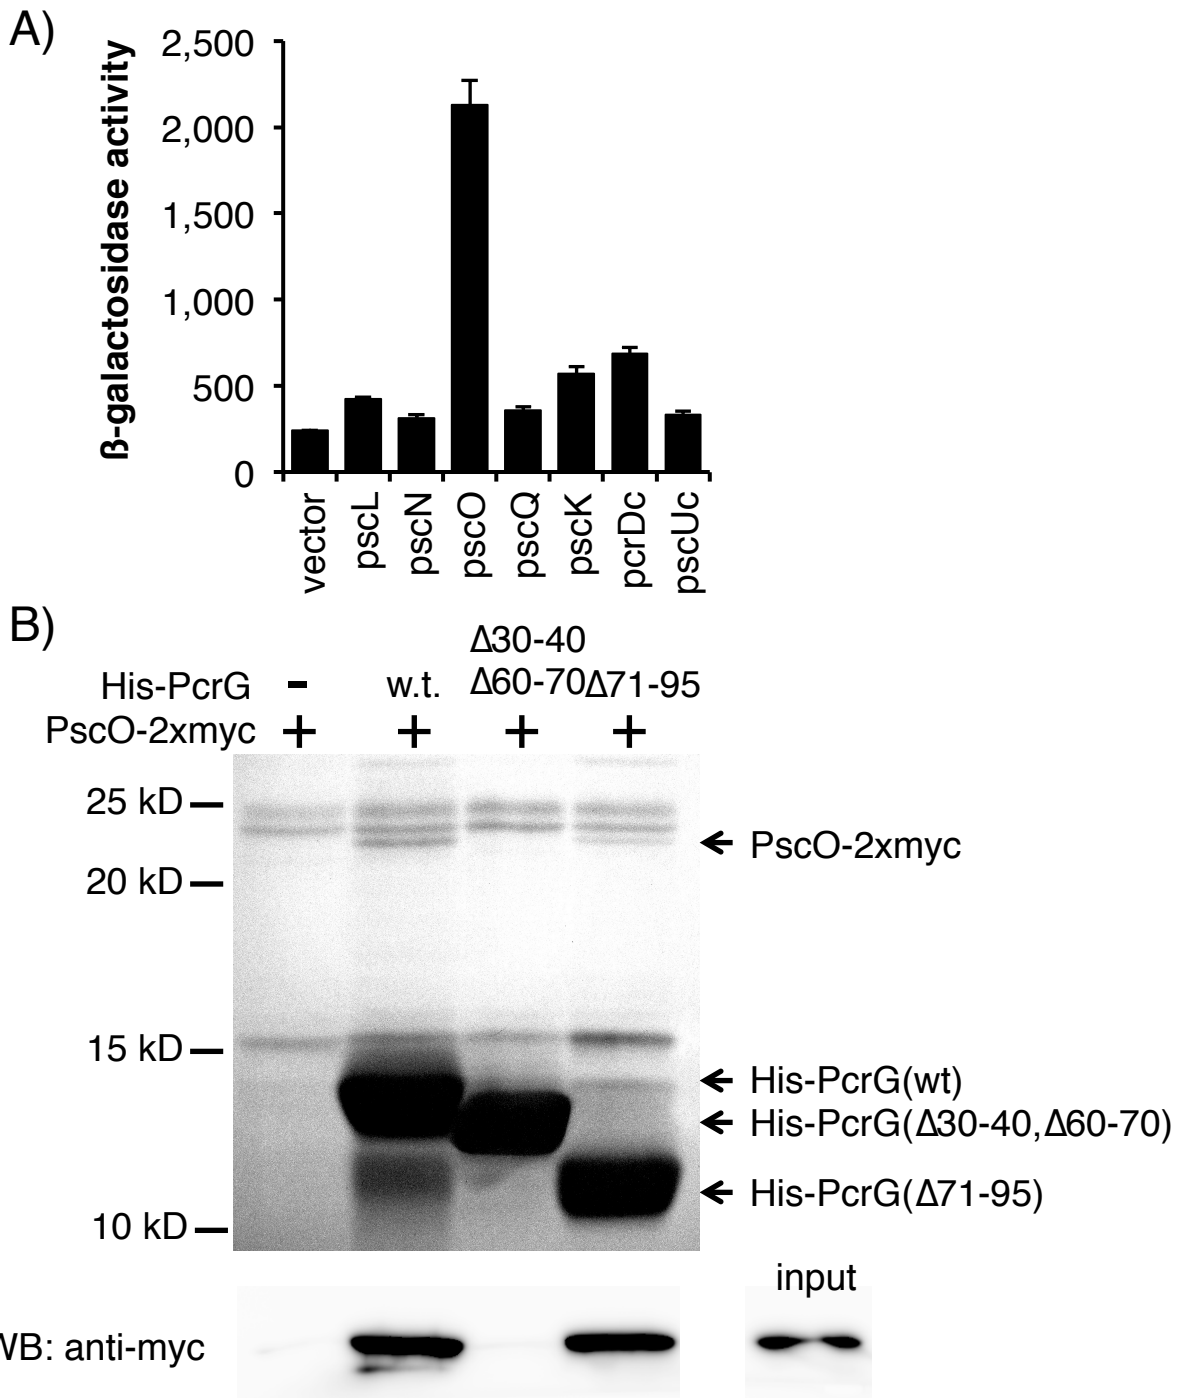 A)
β-galactosidase activity
2,500
2,000
1,500
1,000
500
0
vector
pscL
pscN
pscO
pscQ
pscK
pcrDc
pscUc
B)
Δ30-40
His-PcrG - w.t. Δ60-70 Δ71-95
PscO-2xmyc + + + +
25 kD
PscO-2xmyc
20 kD
15 kD
His-PcrG(wt)
His-PcrG(Δ30-40,Δ60-70)
His-PcrG(Δ71-95)
10 kD
input
WB: anti-myc